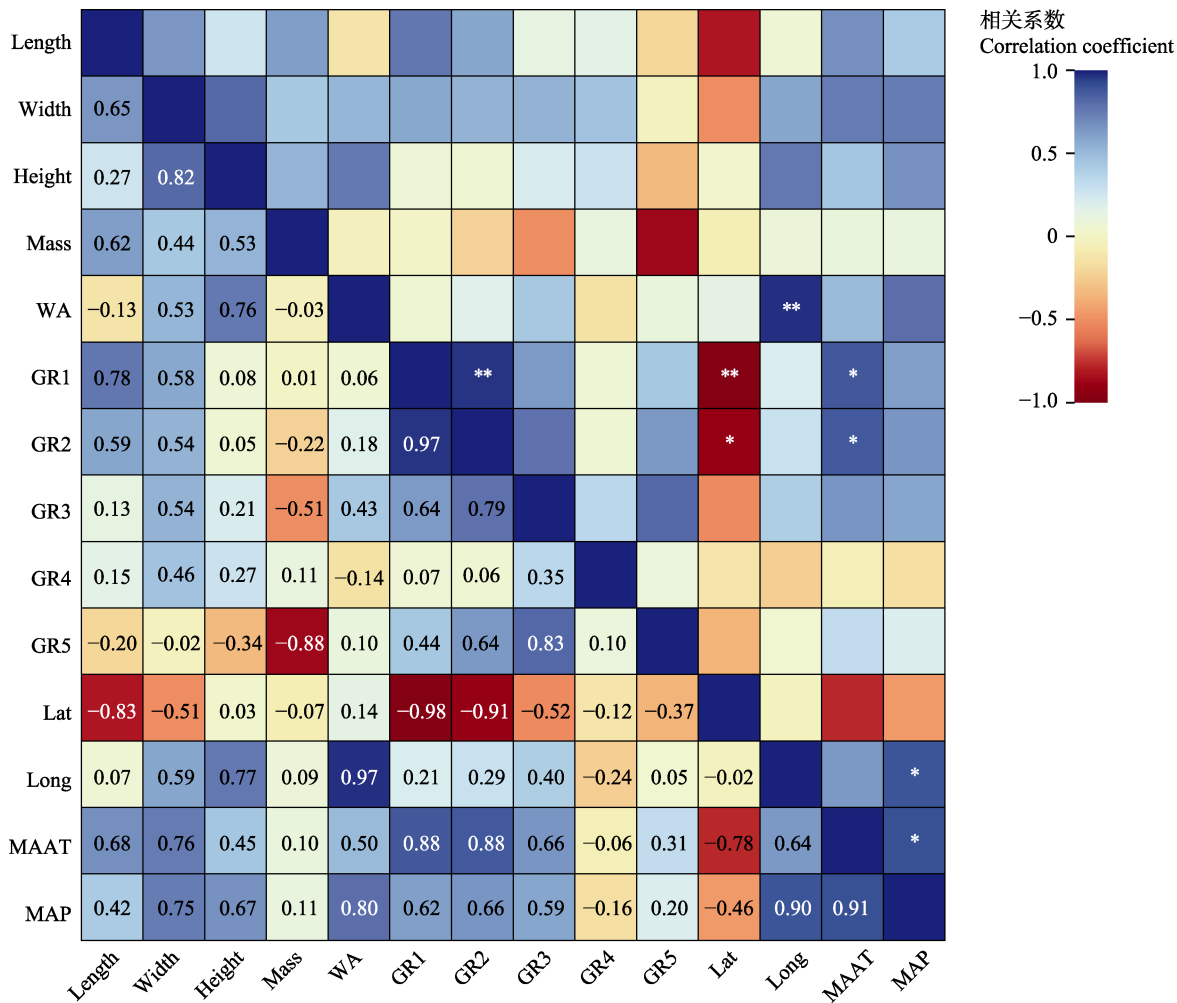 相关系数
Correlation coefficient
1.0
0.5
0
−0.5
−1.0
Length
Width 0.65
Height 0.27 0.82
Mass 0.62 0.44 0.53
WA −0.13 0.53 0.76 −0.03 **
GR1 0.78 0.58 0.08 0.01 0.06 ** ** *
GR2 0.59 0.54 0.05 −0.22 0.18 0.97 * *
GR3 0.13 0.54 0.21 −0.51 0.43 0.64 0.79
GR4 0.15 0.46 0.27 0.11 −0.14 0.07 0.06 0.35
GR5 −0.20 −0.02 −0.34 −0.88 0.10 0.44 0.64 0.83 0.10
Lat −0.83 −0.51 0.03 −0.07 0.14 −0.98 −0.91 −0.52 −0.12 −0.37
Long 0.07 0.59 0.77 0.09 0.97 0.21 0.29 0.40 −0.24 0.05 −0.02 *
MAAT 0.68 0.76 0.45 0.10 0.50 0.88 0.88 0.66 −0.06 0.31 −0.78 0.64 *
MAP 0.42 0.75 0.67 0.11 0.80 0.62 0.66 0.59 −0.16 0.20 −0.46 0.90 0.91
Length Width Height Mass WA GR1 GR2 GR3 GR4 GR5 Lat Long MAAT MAP